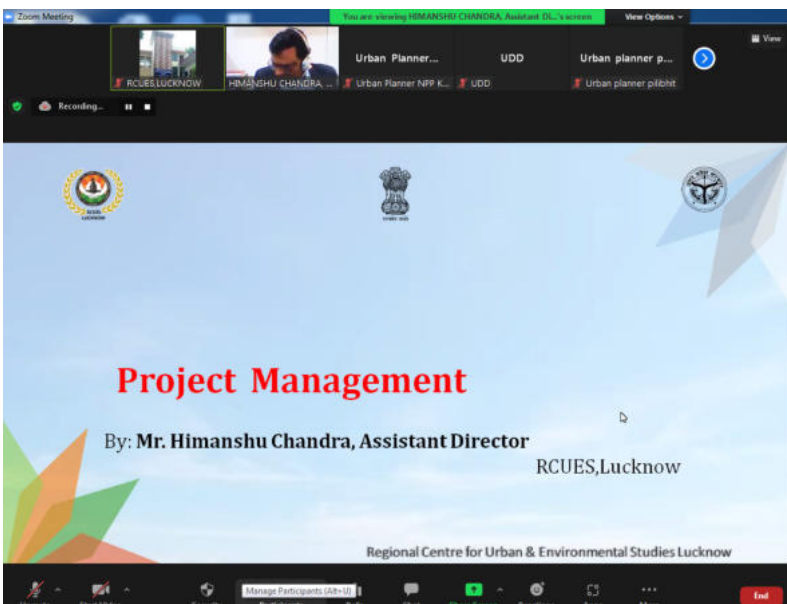 Zoom Meeting
You are viewing HIMANSHU CHANDRA, Assistant Di...'s screen
View Options
View
Urban Planner...
UDD
Urban planner p...
RCUES,LUCKNOW
HIMANSHU CHANDRA, ...
Urban Planner NPP K...
UDD
Urban planner pilibhit
Recording...
RCUES
LUCKNOW
Project Management
By: Mr. Himanshu Chandra, Assistant Director
RCUES,Lucknow
Regional Centre for Urban & Environmental Studies Lucknow
Manage Participants (Alt+U)
End